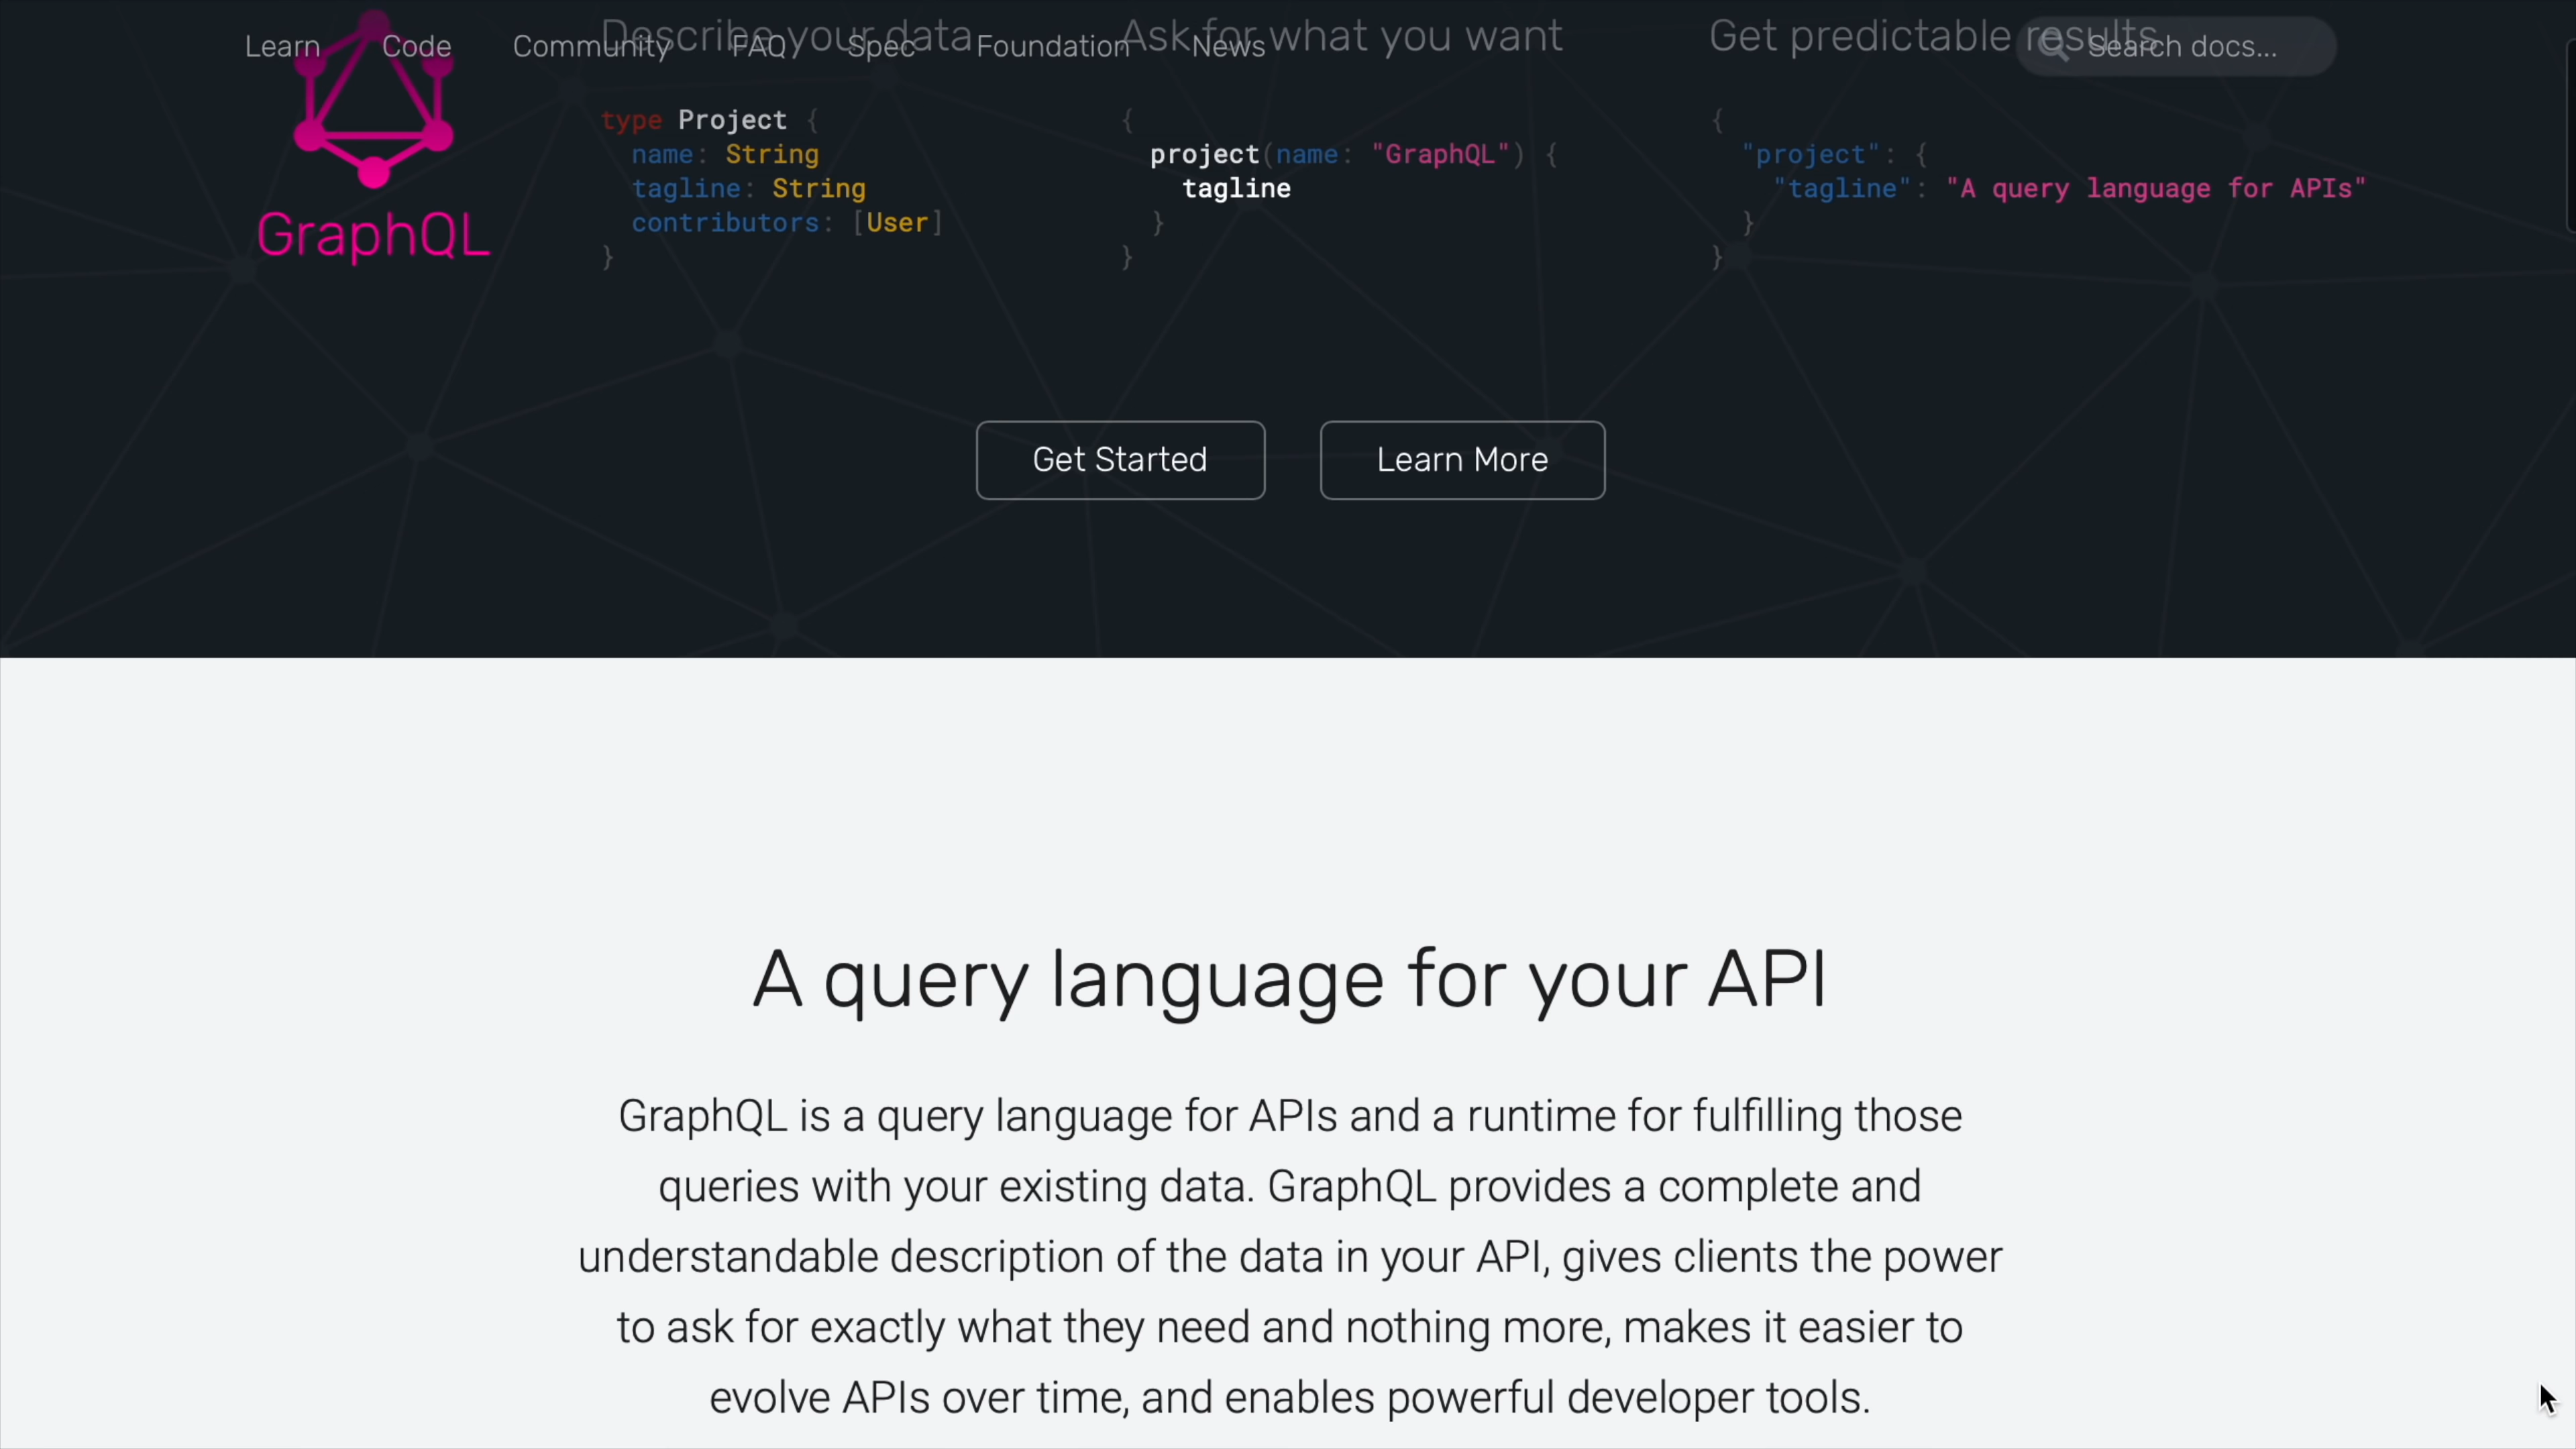 Learn Code Community FAQ Spec Foundation News Search docs...
Describe your data
Ask for what you want
Get predictable results
GraphQL
type Project {
  name: String
  tagline: String
  contributors: [User]
}
{
  project(name: "GraphQL") {
    tagline
  }
}
{
  "project": {
    "tagline": "A query language for APIs"
  }
}
Get Started
Learn More
A query language for your API
GraphQL is a query language for APIs and a runtime for fulfilling those
queries with your existing data. GraphQL provides a complete and
understandable description of the data in your API, gives clients the power
to ask for exactly what they need and nothing more, makes it easier to
evolve APIs over time, and enables powerful developer tools.